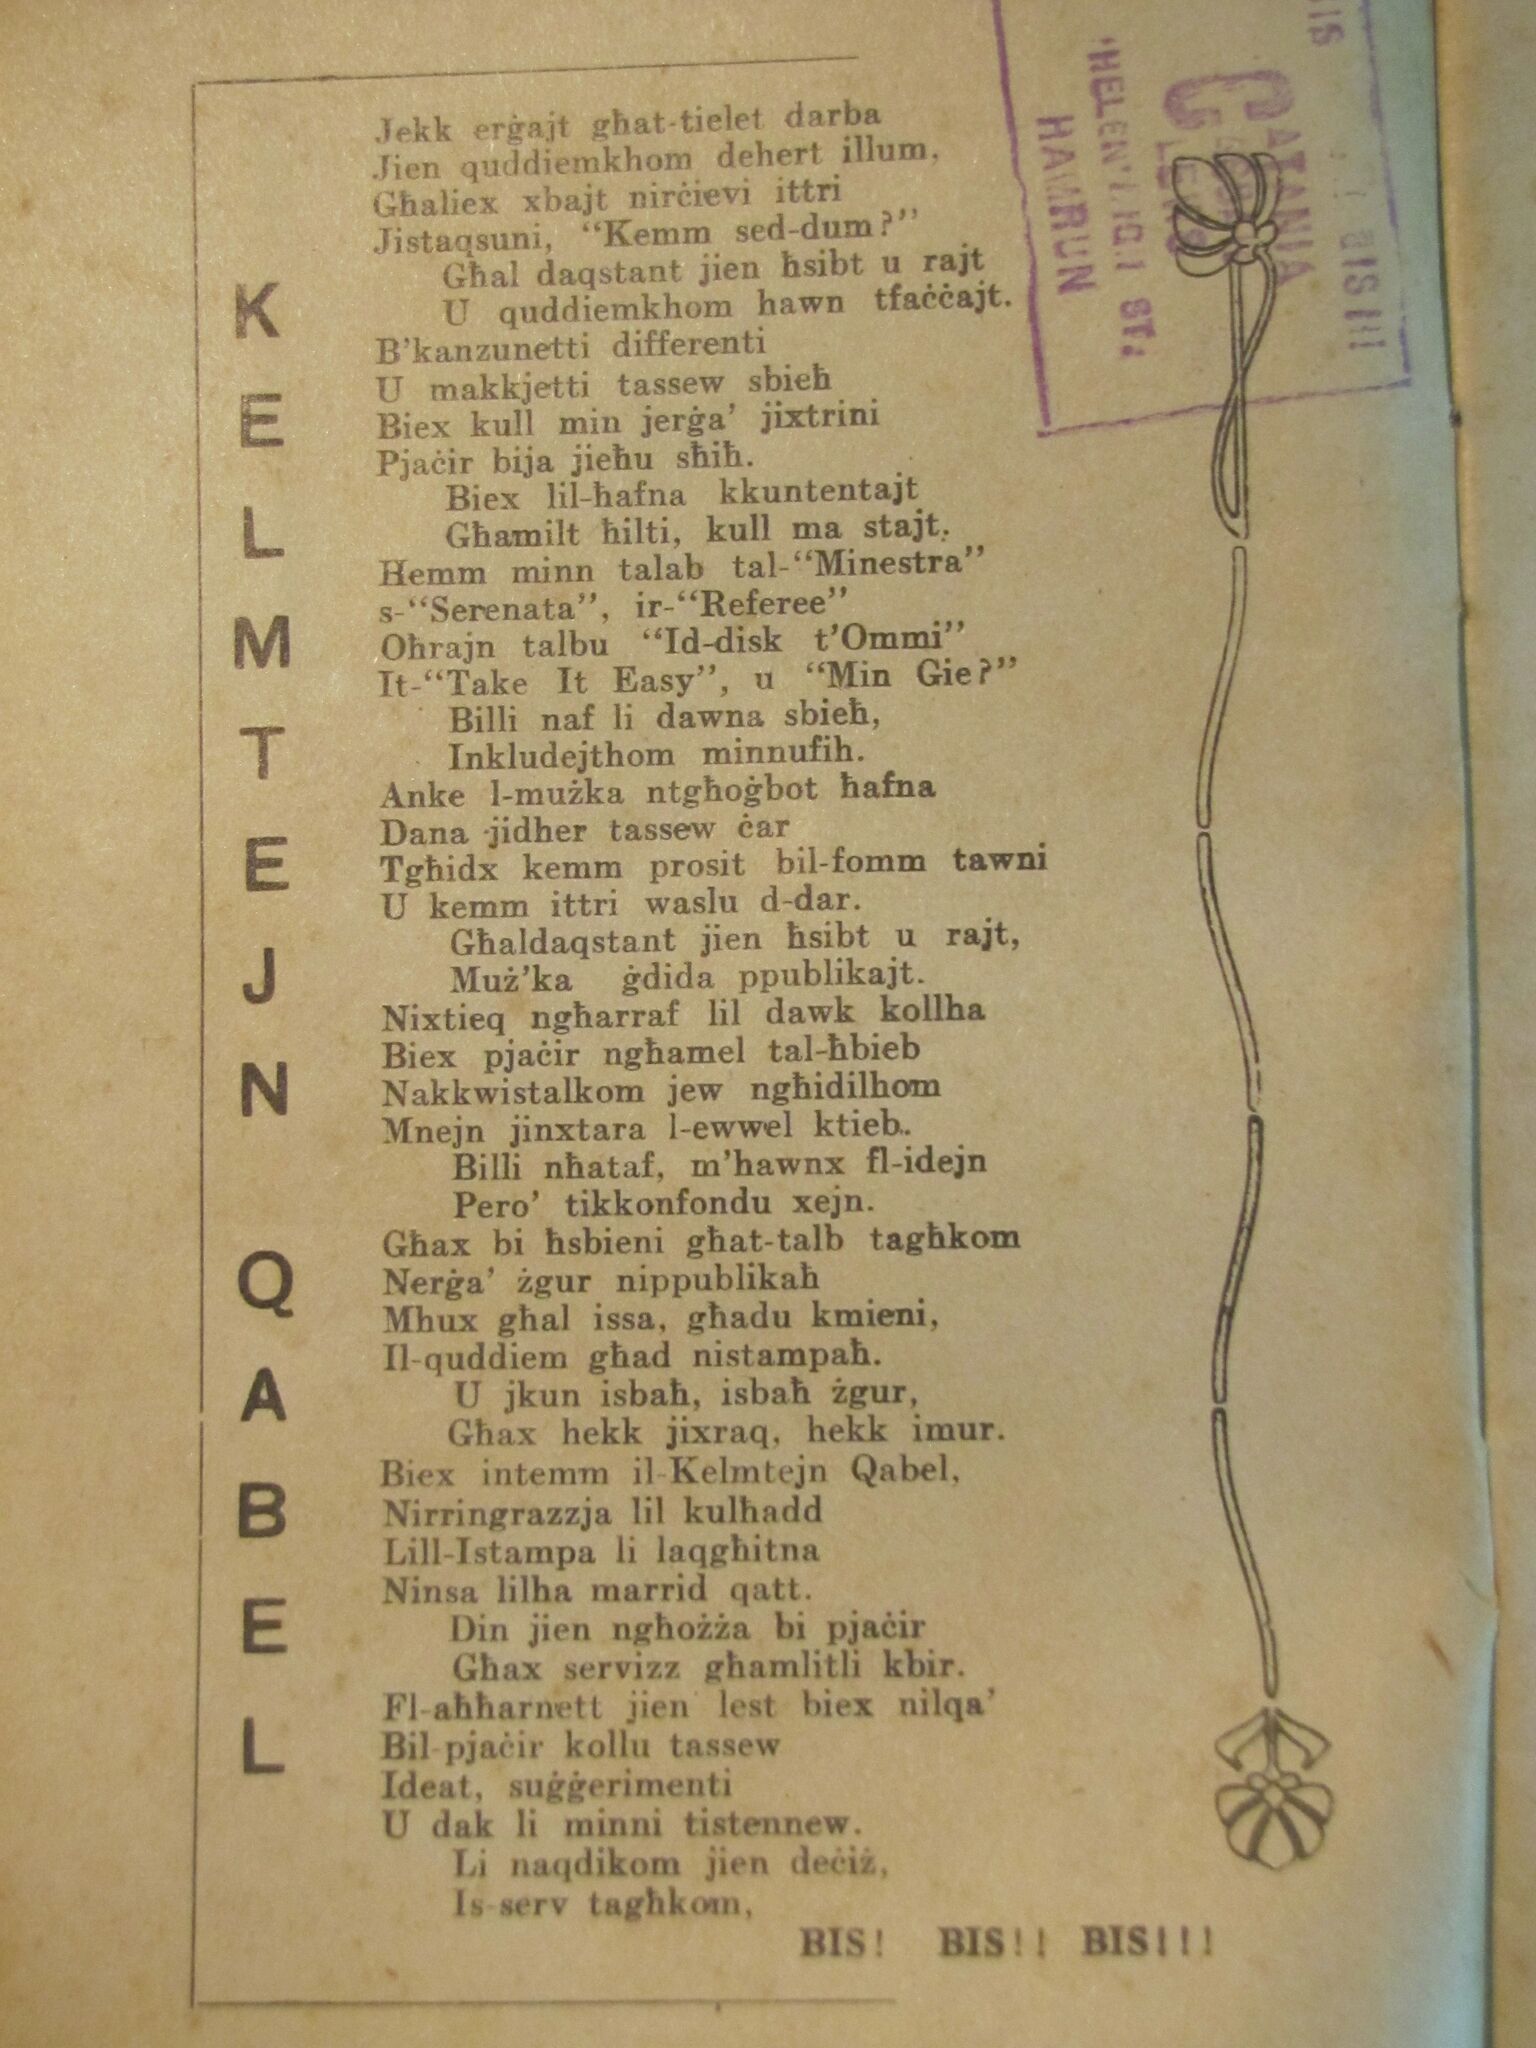 KELMTEJN QABEL
Jekk erġajt għat-tielet darba
Jien quddiemkhom dehert illum,
Għaliex xbajt nirċievi ittri
Jistaqsuni, “Kemm sed-dum?”
Għal daqstant jien ħsibt u rajt
U quddiemkhom hawn tfaċċajt.
B’kanzunetti differenti
U makkjetti tassew sbieħ
Biex kull min jerġa’ jixtrini
Pjaċir bija jieħu sħiħ.
Biex lil-ħafna kkuntentajt
Għamilt ħilti, kull ma stajt.
Hemm minn talab tal-“Minestra”
s-“Serenata”, ir-“Referee”
Oħrajn talbu “Id-disk t’Ommi”
It-“Take It Easy”, u “Min Gie?”
Billi naf li dawna sbieħ,
Inkludejthom minnufih.
Anke l-mużka ntgħoġbot ħafna
Dana jidher tassew ċar
Tgħidx kemm prosit bil-fomm tawni
U kemm ittri waslu d-dar.
Għaldaqstant jien ħsibt u rajt,
Muż’ka ġdida ppublikajt.
Nixtieq ngħarraf lil dawk kollha
Biex pjaċir ngħamel tal-ħbieb
Nakkwistalkom jew ngħidilhom
Mnejn jinxtara l-ewwel ktieb..
Billi nħataf, m’hawnx fl-idejn
Pero’ tikkonfondu xejn.
Għax bi ħsbieni għat-talb tagħkom
Nerġa’ żgur nippublikaħ
Mhux għal issa, għadu kmieni,
Il-quddiem għad nistampaħ.
U jkun isbaħ, isbaħ żgur,
Għax hekk jixraq, hekk imur.
Biex intemm il-Kelmtejn Qabel,
Nirringrazzja lil kulħadd
Lill-Istampa li laqgħitna
Ninsa lilha marrid qatt.
Din jien ngħożża bi pjaċir
Għax servizz għamlitli kbir.
Fl-aħħarnett jien lest biex nilqa’
Bil-pjaċir kollu tassew
Ideat, suġġerimenti
U dak li minni tistennew.
Li naqdikom jien deċiż,
Is-serv tagħkom,
BIS! BIS!! BIS!!!
BIS
BIS!!!
CATANIA
ST.
HAMRUN